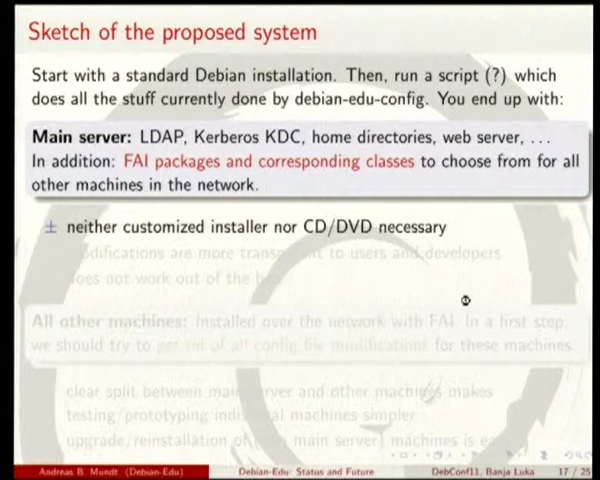 Sketch of the proposed system
Start with a standard Debian installation. Then, run a script (?) which
does all the stuff currently done by debian-edu-config. You end up with:
Main server: LDAP, Kerberos KDC, home directories, web server, ...
In addition: FAI packages and corresponding classes to choose from for all
other machines in the network.
± neither customized installer nor CD/DVD necessary
modifications are more transparent to users and developers
does not work out of the
All other machines: Installed over the network with FAI. In a first step,
we should try to get rid of all config file modifications for these machines
clear split between main server and other machines makes
testing/prototyping individual machines simpler
upgrade/reinstallation of main server) machines is
Andreas B. Mundt (Debian-Edu) Debian-Edu: Status and Future DebConf11, Banja Luka 17 / 25